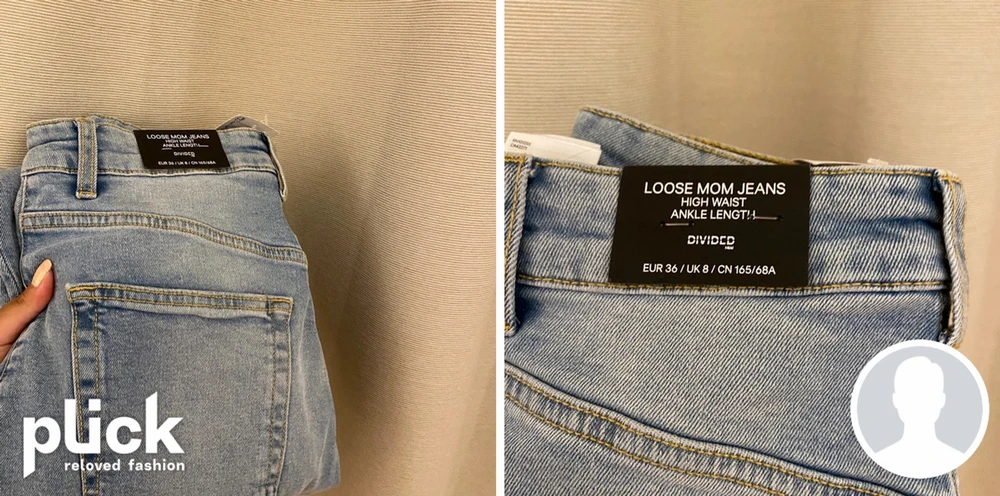 LOOSE MOM JEANS
HIGH WAIST
ANKLE LENGTH
DIVIDED
EUR 36 / UK 8 / CN 165/68A
plick
reloved fashion
LOOSE MOM JEANS
HIGH WAIST
ANKLE LENGTH
DIVIDED
H&M
EUR 36 / UK 8 / CN 165/68A